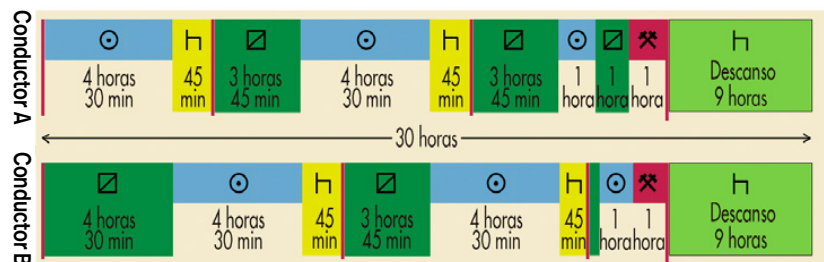 Conductor A
4 horas
30 min
45
min
3 horas
45 min
4 horas
30 min
45
min
3 horas
45 min
1
hora
1
hora
1
hora
Descanso
9 horas
30 horas
Conductor B
4 horas
30 min
4 horas
30 min
45
min
3 horas
45 min
4 horas
30 min
45
min
1
hora
1
hora
Descanso
9 horas